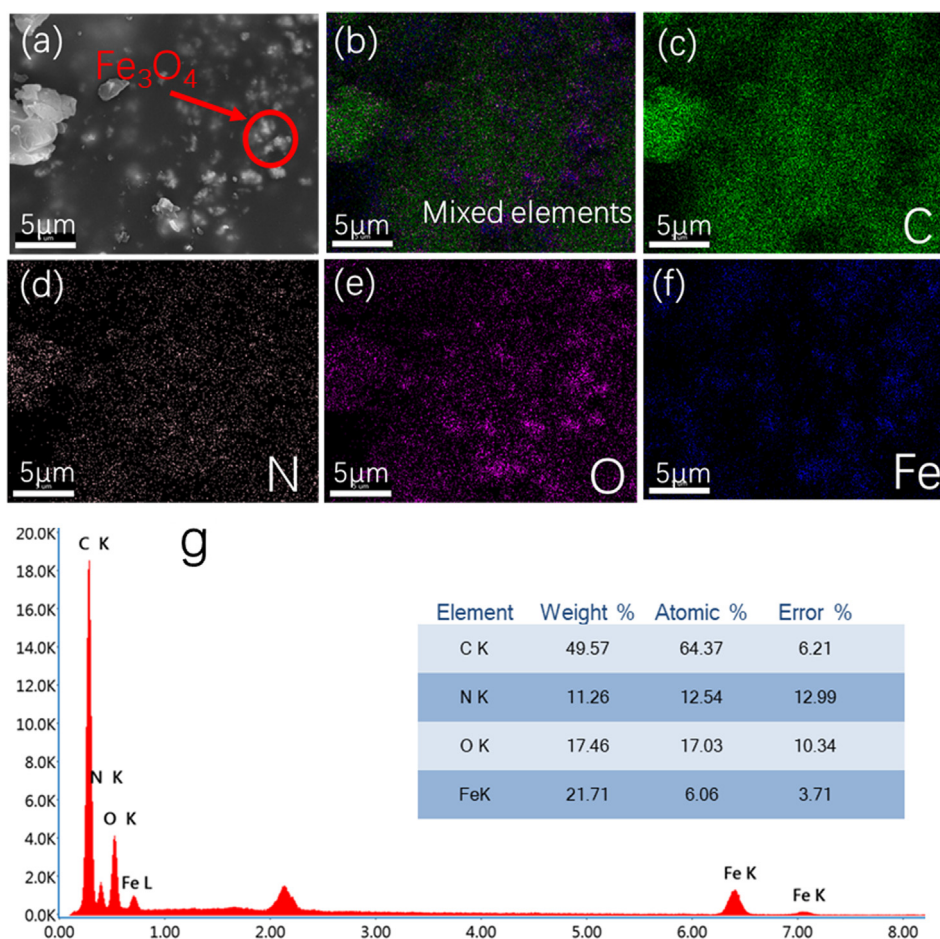 (a)
Fe₃O₄
5μm
(b)
Mixed elements
5μm
(c)
C
5μm
(d)
N
5μm
(e)
O
5μm
(f)
Fe
5μm
g
20.0K
18.0K
16.0K
14.0K
12.0K
10.0K
8.0K
6.0K
4.0K
2.0K
0.0K
C K
N K
O K
Fe L
Fe K
Fe K
0.00 1.00 2.00 3.00 4.00 5.00 6.00 7.00 8.00
Element Weight % Atomic % Error %
C K 49.57 64.37 6.21
N K 11.26 12.54 12.99
O K 17.46 17.03 10.34
FeK 21.71 6.06 3.71